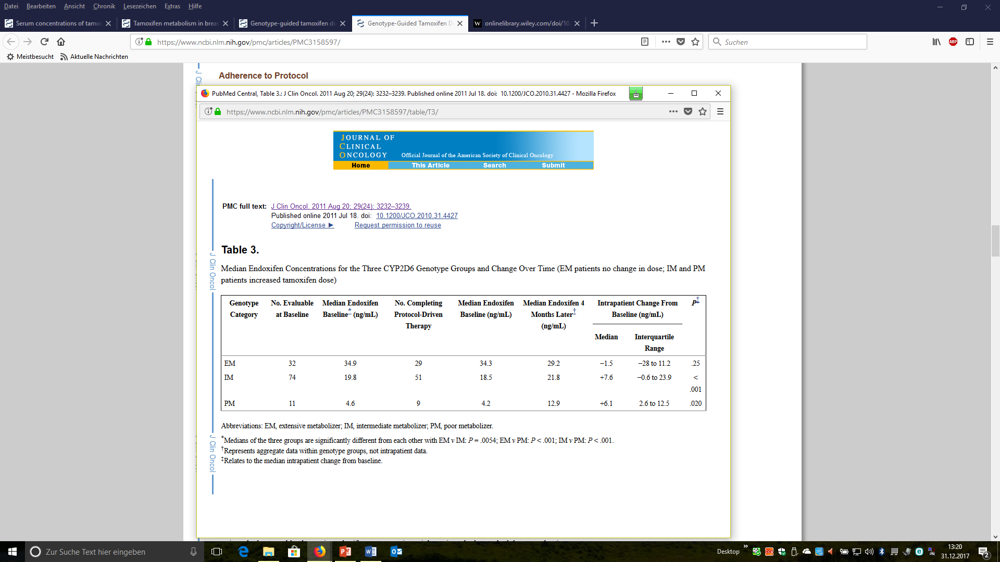 Datei Bearbeiten Ansicht Chronik Lesezeichen Extras Hilfe
Serum concentrations of tamo Tamoxifen metabolism in brea Genotype-guided tamoxifen do Genotype-Guided Tamoxifen D W onlinelibrary.wiley.com/doi/10.
https://www.ncbi.nlm.nih.gov/pmc/articles/PMC3158597/ Suchen ABP
Meistbesucht Aktuelle Nachrichten
Adherence to Protocol
PubMed Central, Table 3.: J Clin Oncol. 2011 Aug 20; 29(24): 3232–3239. Published online 2011 Jul 18. doi: 10.1200/JCO.2010.31.4427 - Mozilla Firefox
https://www.ncbi.nlm.nih.gov/pmc/articles/PMC3158597/table/T3/
JOURNAL OF
CLINICAL
ONCOLOGY Official Journal of the American Society of Clinical Oncology
Home This Article Search Submit
PMC full text: J Clin Oncol. 2011 Aug 20; 29(24): 3232–3239.
Published online 2011 Jul 18. doi: 10.1200/JCO.2010.31.4427
Copyright/License ► Request permission to reuse
Table 3.
J Clin Oncol
Median Endoxifen Concentrations for the Three CYP2D6 Genotype Groups and Change Over Time (EM patients no change in dose; IM and PM
patients increased tamoxifen dose)
Genotype No. Evaluable Median Endoxifen No. Completing Median Endoxifen Median Endoxifen 4 Intrapatient Change From P‡
Category at Baseline Baseline* (ng/mL) Protocol-Driven Baseline (ng/mL) Months Later† Baseline (ng/mL)
Therapy (ng/mL)
Median Interquartile
Range
EM 32 34.9 29 34.3 29.2 −1.5 −28 to 11.2 .25
IM 74 19.8 51 18.5 21.8 +7.6 −0.6 to 23.9 <
.001
PM 11 4.6 9 4.2 12.9 +6.1 2.6 to 12.5 .020
Abbreviations: EM, extensive metabolizer; IM, intermediate metabolizer; PM, poor metabolizer.
*Medians of the three groups are significantly different from each other with EM v IM: P = .0054; EM v PM: P < .001; IM v PM: P < .001.
†Represents aggregate data within genotype groups, not intrapatient data.
‡Relates to the median intrapatient change from baseline.
J Clin Oncol
Zur Suche Text hier eingeben
Desktop
13:20
31.12.2017
2